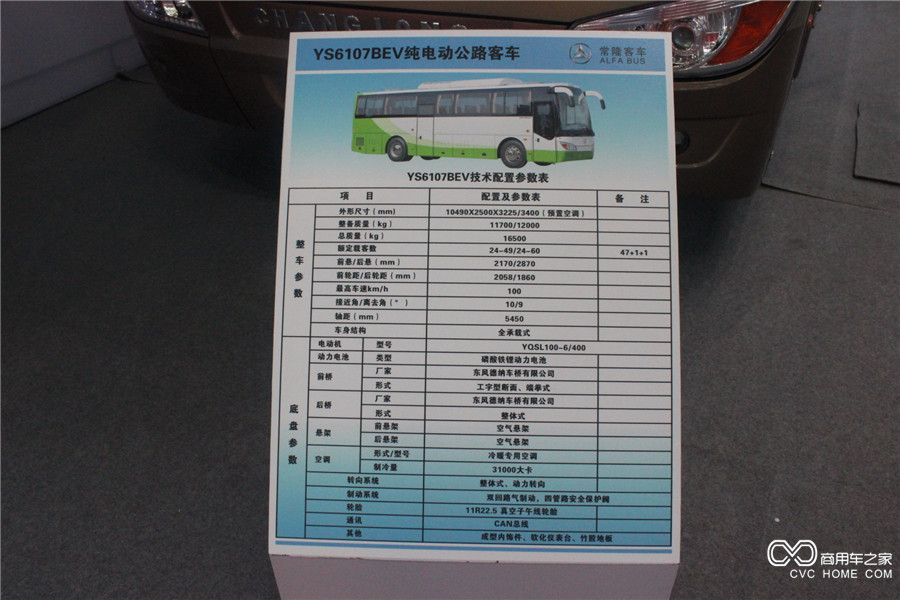 CHANGLONG
YS6107BEV纯电动公路客车
常隆客车
ALFA BUS
YS6107BEV技术配置参数表
项 目 配置及参数表 备 注
整车参数
外形尺寸（mm） 10490X2500X3225/3400（预置空调）
整备质量（kg） 11700/12000
总质量（kg） 16500
额定载客数 24-49/24-60 47+1+1
前悬/后悬（mm） 2170/2870
前轮距/后轮距（mm） 2058/1860
最高车速km/h 100
接近角/离去角（°） 10/9
轴距（mm） 5450
车身结构 全承载式
底盘参数
电动机 型号 YQSL100-6/400
动力电池 类型 磷酸铁锂动力电池
前桥 厂家 东风德纳车桥有限公司
形式 工字型断面、端拳式
后桥 厂家 东风德纳车桥有限公司
形式 整体式
悬架 前悬架 空气悬架
后悬架 空气悬架
空调 形式/型号 冷暖专用空调
制冷量 31000大卡
转向系统 整体式、动力转向
制动系统 双回路气制动、四管路安全保护阀
轮胎 11R22.5 真空子午线轮胎
通讯 CAN总线
其他 成型内饰件、软化仪表台、竹胶地板
商用车之家
CVC HOME COM